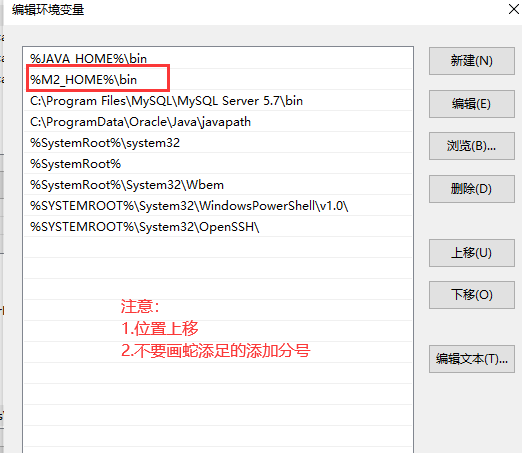 编辑环境变量
%JAVA_HOME%\bin
%M2_HOME%\bin
C:\Program Files\MySQL\MySQL Server 5.7\bin
C:\ProgramData\Oracle\Java\javapath
%SystemRoot%\system32
%SystemRoot%
%SystemRoot%\System32\Wbem
%SYSTEMROOT%\System32\WindowsPowerShell\v1.0\
%SYSTEMROOT%\System32\OpenSSH\
注意：
1.位置上移
2.不要画蛇添足的添加分号
新建(N)
编辑(E)
浏览(B)...
删除(D)
上移(U)
下移(O)
编辑文本(T)...